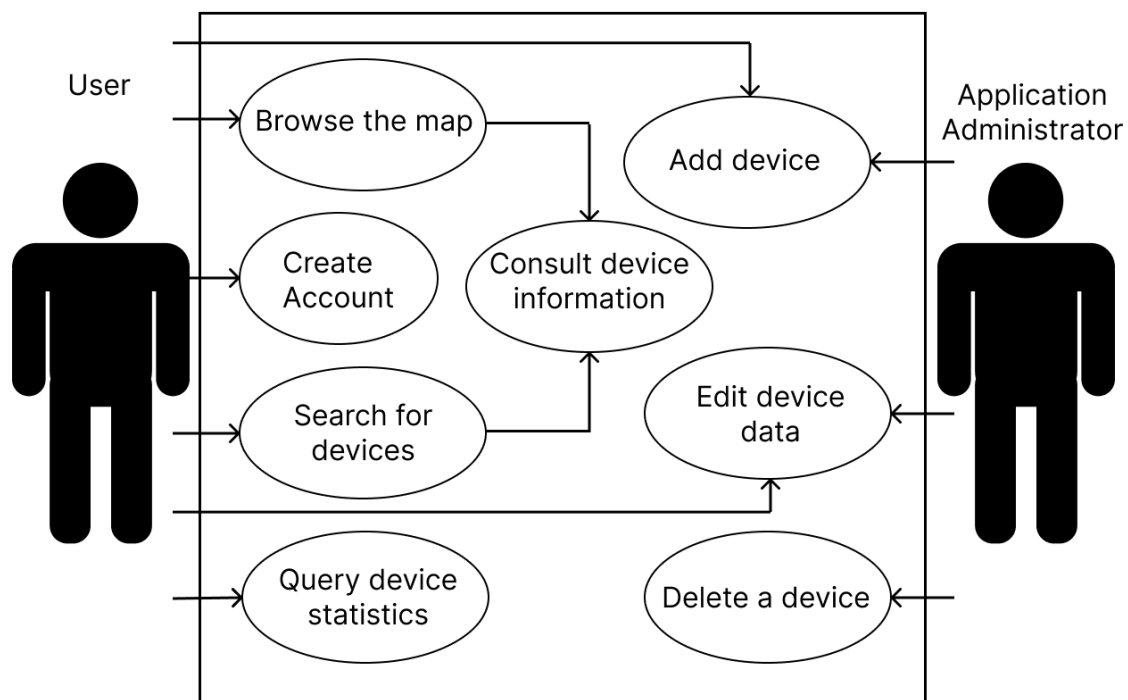 User
Application
Administrator
Browse the map
Add device
Create
Account
Consult device
information
Search for
devices
Edit device
data
Query device
statistics
Delete a device